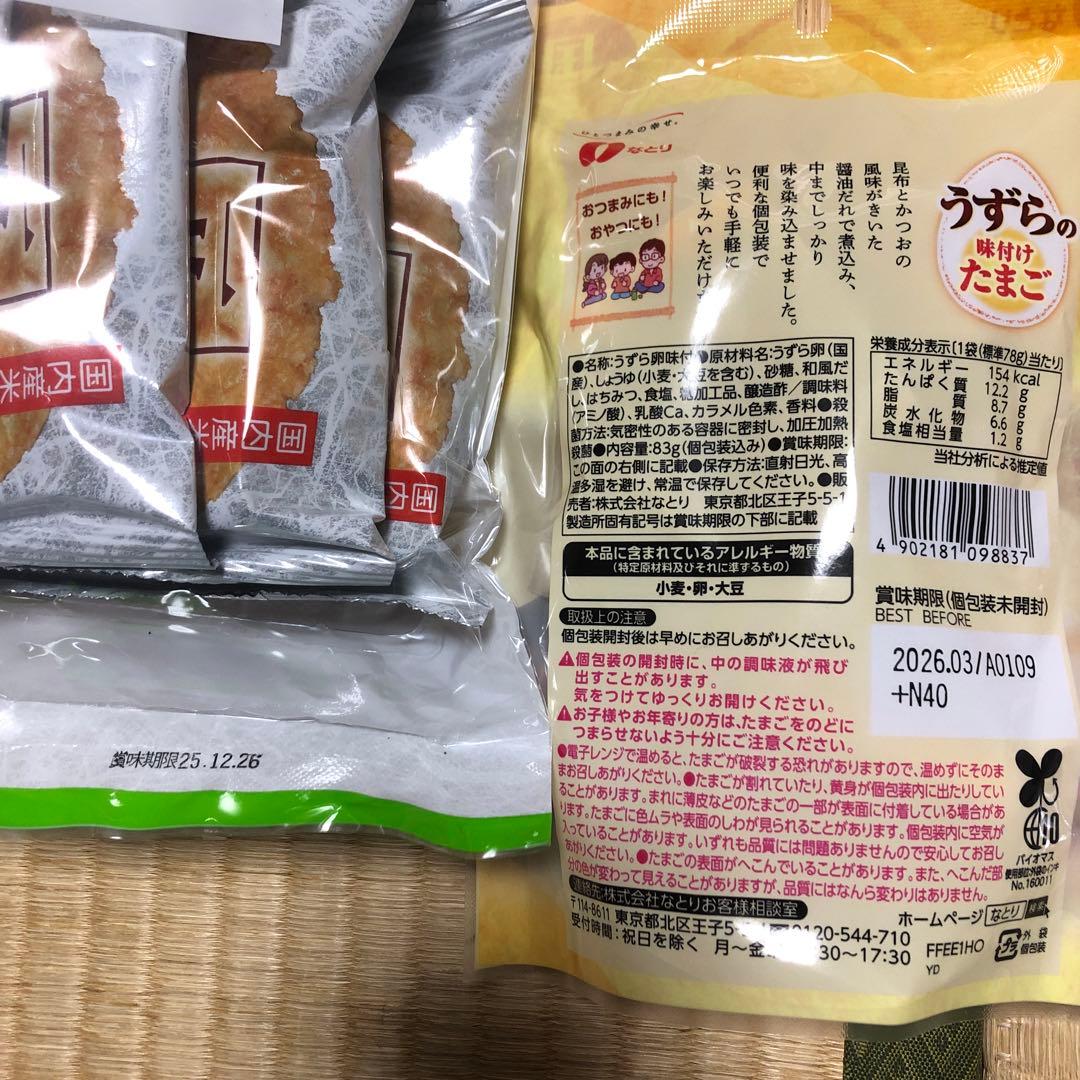 国内産米
国内産米
国内産米
賞味期限25.12.26
ひとつまみの幸せ。
なとり
おつまみにも!
おやつにも!
昆布とかつおの
風味がきいた
醤油だれで煮込み、
中までしっかり
味を染み込ませました。
便利な個包装で
いつでも手軽に
お楽しみいただけ
うずらの
味付け
たまご
●名称:うずら卵味付●原材料名:うずら卵(国
産)、しょうゆ(小麦・大豆を含む)、砂糖、和風だ
し、はちみつ、食塩、糖加工品、醸造酢/調味料
(アミノ酸)、乳酸Ca、カラメル色素、香料●殺
菌方法:気密性のある容器に密封し、加圧加熱
殺菌●内容量:83g(個包装込み)●賞味期限:
この面の右側に記載●保存方法:直射日光、高
温多湿を避け、常温で保存してください。●販
売者:株式会社なとり 東京都北区王子5-5-1
製造所固有記号は賞味期限の下部に記載
栄養成分表示[1袋(標準78g)当たり]
エネルギー 154 kcal
たんぱく質 12.2 g
脂質 8.7 g
炭水化物 6.6 g
食塩相当量 1.2 g
当社分析による推定値
4 902181 098837
本品に含まれているアレルギー物質
(特定原材料及びそれに準ずるもの)
小麦・卵・大豆
賞味期限(個包装未開封)
BEST BEFORE
2026.03/A0109
+N40
取扱上の注意
個包装開封後は早めにお召しあがりください。
⚠個包装の開封時に、中の調味液が飛び
出すことがあります。
気をつけてゆっくりお開けください。
⚠お子様やお年寄りの方は、たまごをのどに
つまらせないよう十分にご注意ください。
●電子レンジで温めると、たまごが破裂する恐れがありますので、温めずにそのま
まお召しあがりください。●たまごが割れていたり、黄身が個包装内に出たりしてい
ることがあります。まれに薄皮などのたまごの一部が表面に付着している場合があ
ります。たまごに色ムラや表面のしわが見られることがあります。個包装内に空気が
入っていることがあります。いずれも品質には問題ありませんので安心してお召し
あがりください。●たまごの表面がへこんでいることがあります。また、へこんだ部
分の色が変わって見えることがありますが、品質にはなんら変わりはありません。
バイオマス
使用部位:外袋のインキ
No.160011
連絡先:株式会社なとりお客様相談室
〒114-8611 東京都北区王子5
0120-544-710
受付時間:祝日を除く 月〜金 30〜17:30
ホームページ なとり 検索
FFEE1HO
YD
プラ
外袋
個包装